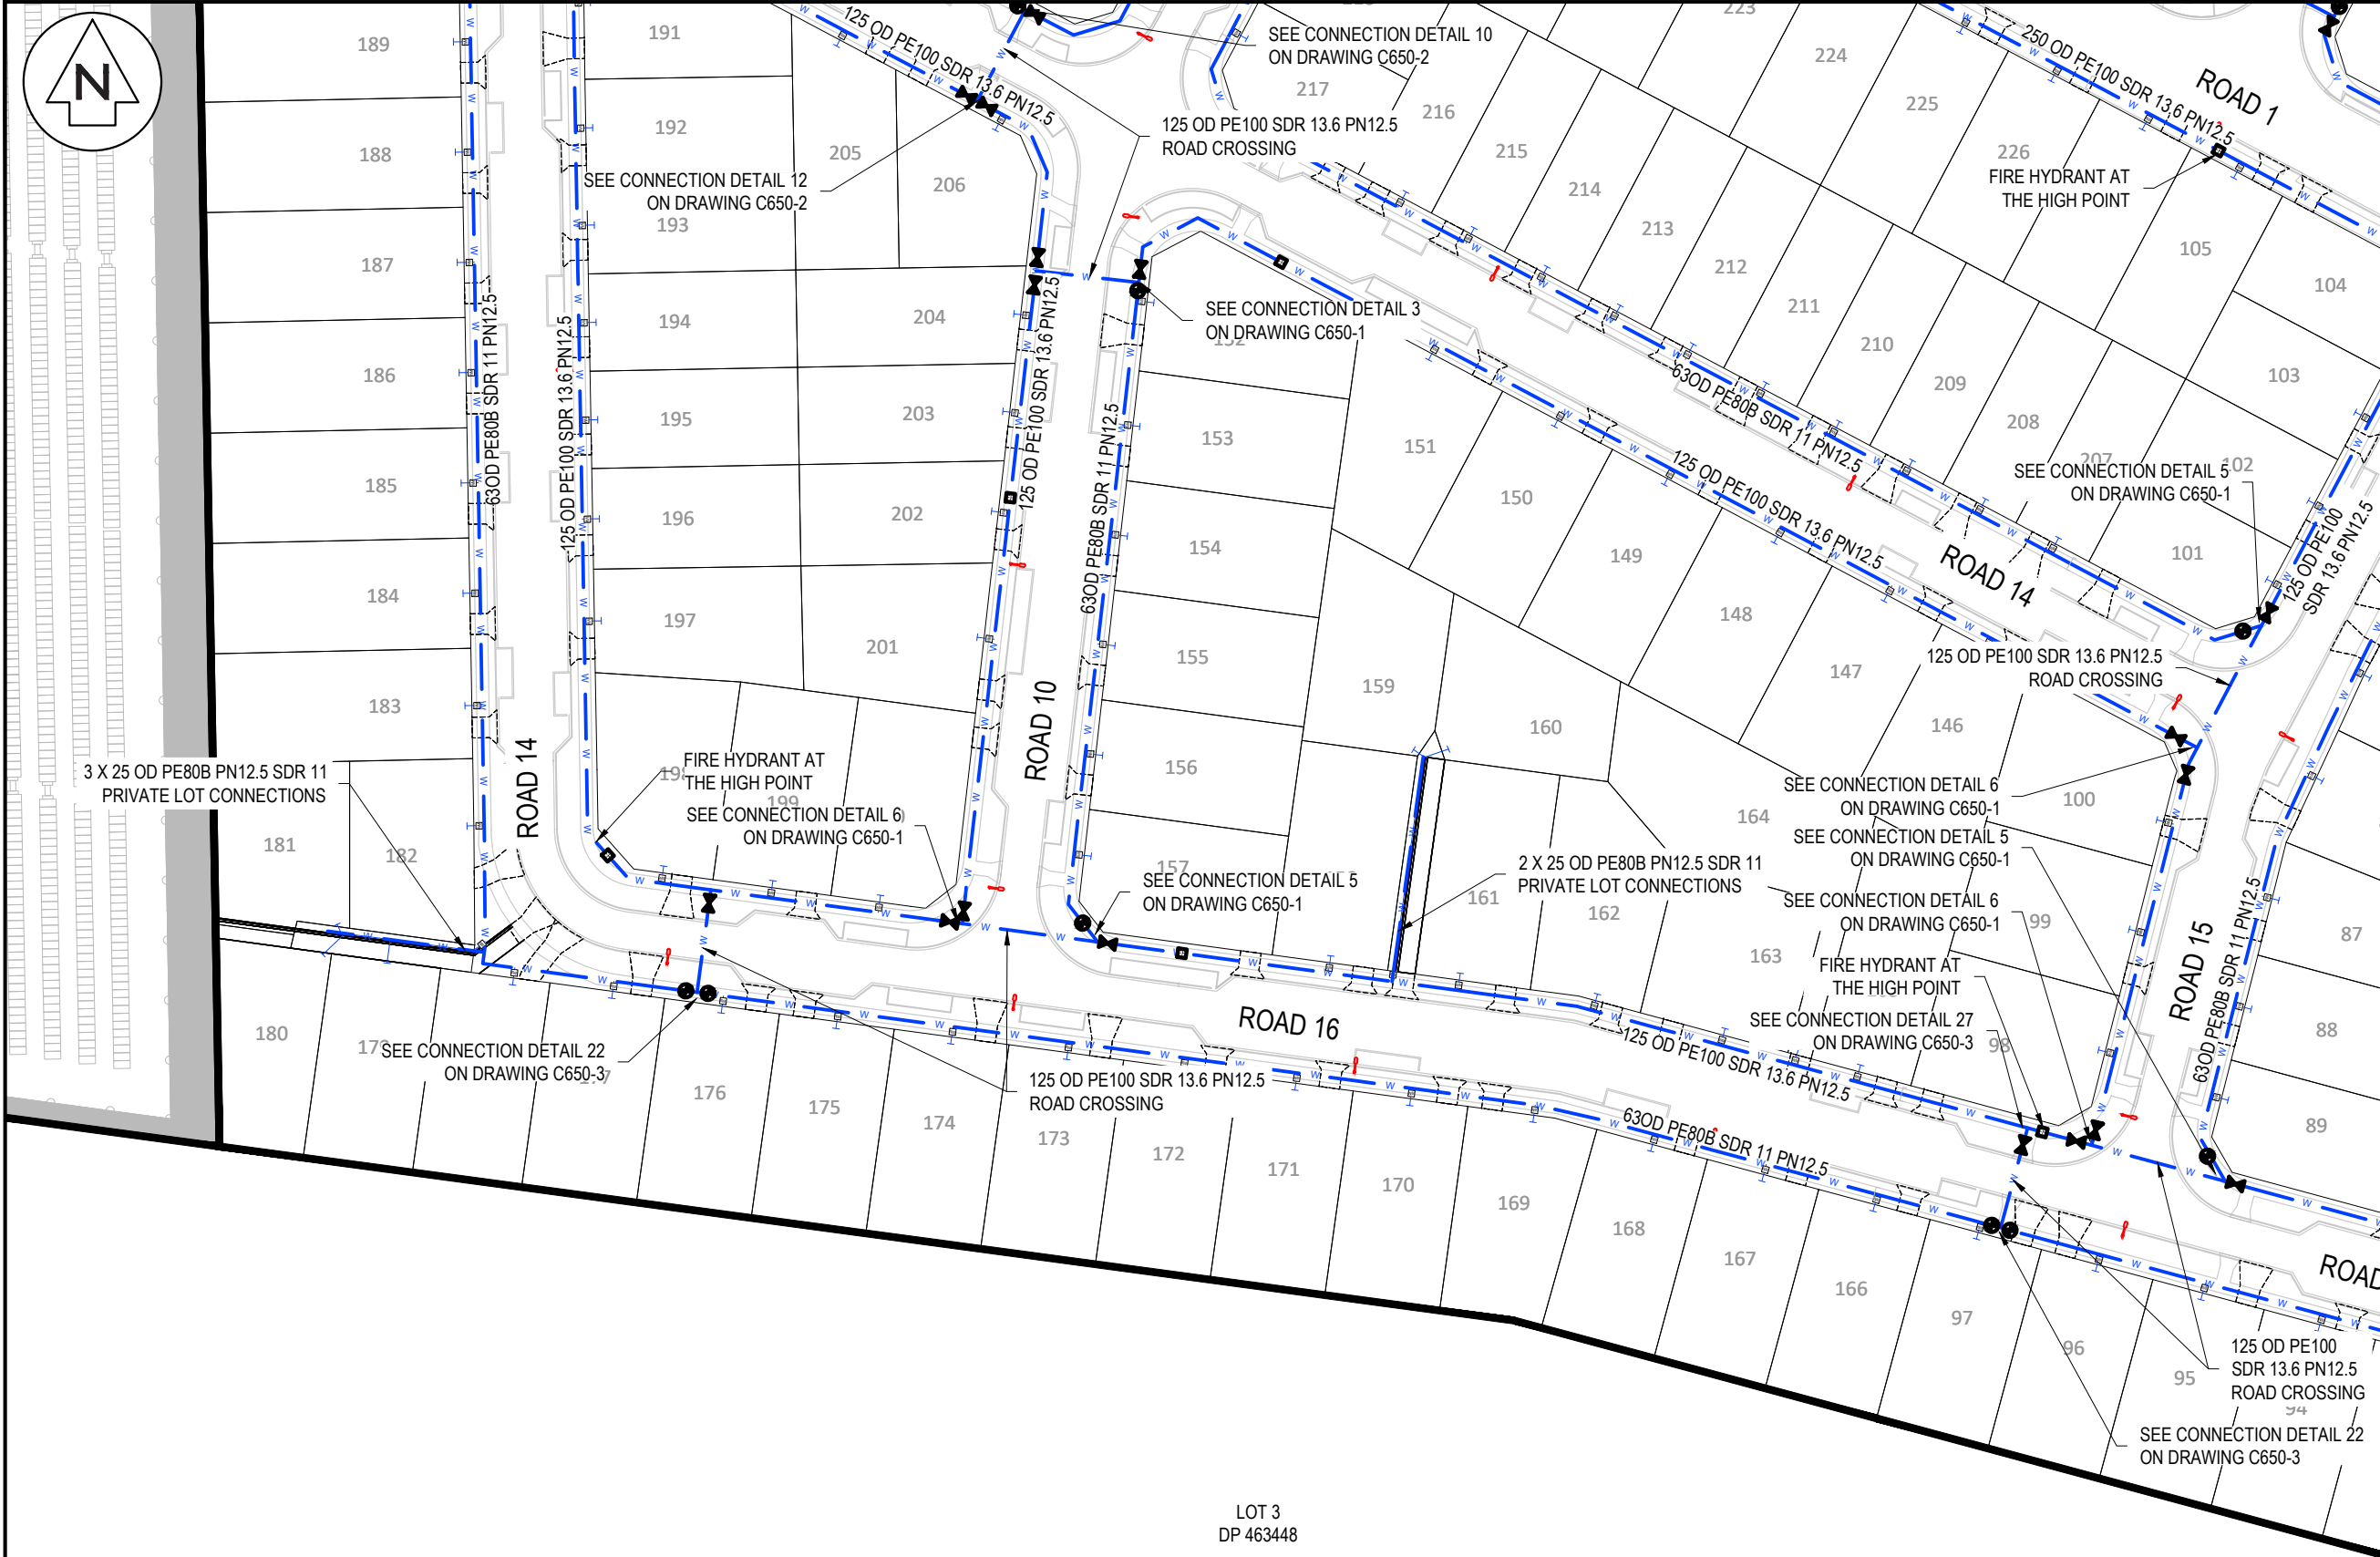 N
189
188
187
186
185
184
183
182
181
180
191
192
193
194
195
196
197
199
205
206
204
203
202
201
63OD PE80B SDR 11 PN12.5
125 OD PE100 SDR 13.6 PN12.5
125 OD PE100 SDR 13.6 PN12.5
SEE CONNECTION DETAIL 10
ON DRAWING C650-2
125 OD PE100 SDR 13.6 PN12.5
ROAD CROSSING
SEE CONNECTION DETAIL 12
ON DRAWING C650-2
SEE CONNECTION DETAIL 3
ON DRAWING C650-1
125 OD PE100 SDR 13.6 PN12.5
63OD PE80B SDR 11 PN12.5
223
224
225
226
217
216
215
214
213
212
211
210
209
208
207
105
104
103
102
101
250 OD PE100 SDR 13.6 PN12.5
ROAD 1
FIRE HYDRANT AT
THE HIGH POINT
63OD PE80B SDR 11 PN12.5
125 OD PE100 SDR 13.6 PN12.5
ROAD 14
SEE CONNECTION DETAIL 5
ON DRAWING C650-1
125 OD PE100
SDR 13.6 PN12.5
125 OD PE100 SDR 13.6 PN12.5
ROAD CROSSING
153
154
155
156
157
151
150
149
148
147
146
159
160
161
162
163
164
100
99
98
87
88
89
ROAD 14
ROAD 10
3 X 25 OD PE80B PN12.5 SDR 11
PRIVATE LOT CONNECTIONS
FIRE HYDRANT AT
THE HIGH POINT
SEE CONNECTION DETAIL 6
ON DRAWING C650-1
SEE CONNECTION DETAIL 5
ON DRAWING C650-1
2 X 25 OD PE80B PN12.5 SDR 11
PRIVATE LOT CONNECTIONS
SEE CONNECTION DETAIL 6
ON DRAWING C650-1
SEE CONNECTION DETAIL 5
ON DRAWING C650-1
SEE CONNECTION DETAIL 6
ON DRAWING C650-1
FIRE HYDRANT AT
THE HIGH POINT
SEE CONNECTION DETAIL 27
ON DRAWING C650-3
ROAD 15
63OD PE80B SDR 11 PN12.5
ROAD 16
125 OD PE100 SDR 13.6 PN12.5
63OD PE80B SDR 11 PN12.5
SEE CONNECTION DETAIL 22
ON DRAWING C650-3
125 OD PE100 SDR 13.6 PN12.5
ROAD CROSSING
176
175
174
173
172
171
170
169
168
167
166
97
96
95
94
ROAD
125 OD PE100
SDR 13.6 PN12.5
ROAD CROSSING
SEE CONNECTION DETAIL 22
ON DRAWING C650-3
LOT 3
DP 463448